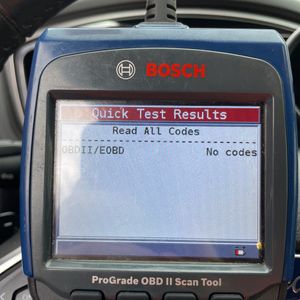 BOSCH
Quick Test Results
Read All Codes
OBDII/EOBD No codes
ProGrade OBD II Scan Tool